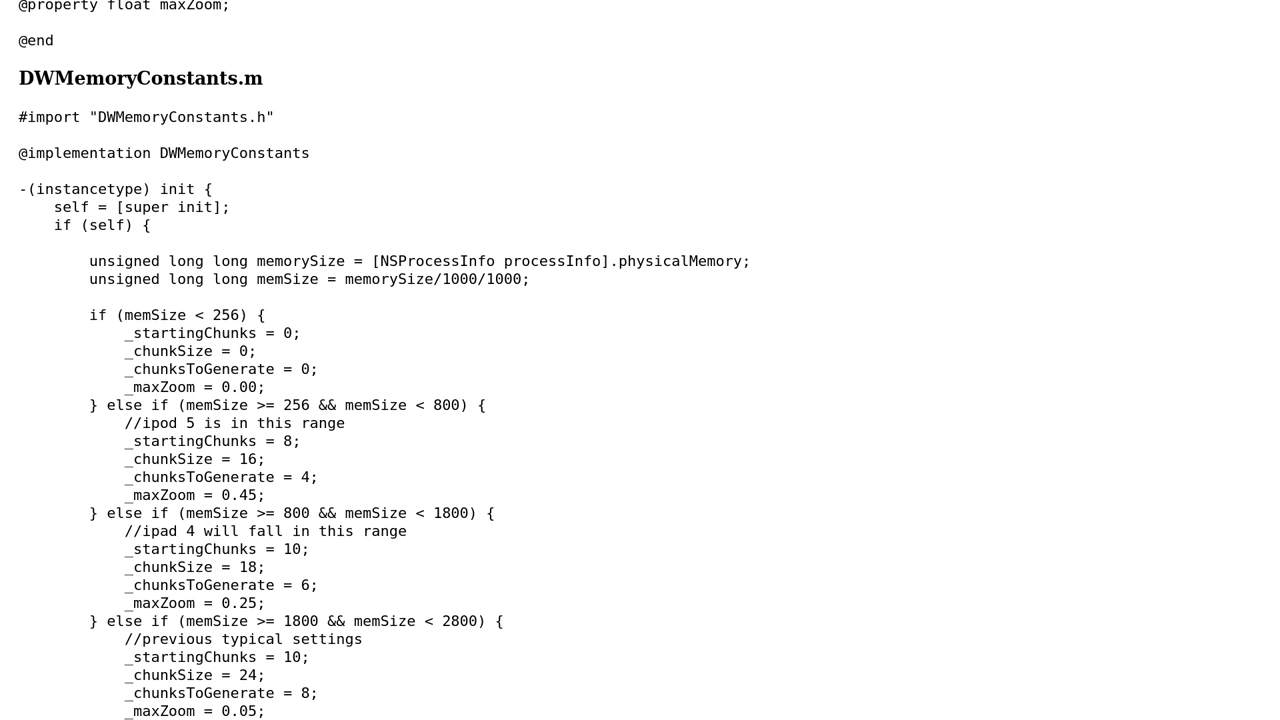 @property float maxZoom;
@end
DWMemoryConstants.m
#import "DWMemoryConstants.h"
@implementation DWMemoryConstants
-(instancetype) init {
    self = [super init];
    if (self) {
        unsigned long long memorySize = [NSProcessInfo processInfo].physicalMemory;
        unsigned long long memSize = memorySize/1000/1000;
        if (memSize < 256) {
            _startingChunks = 0;
            _chunkSize = 0;
            _chunksToGenerate = 0;
            _maxZoom = 0.00;
        } else if (memSize >= 256 && memSize < 800) {
            //ipod 5 is in this range
            _startingChunks = 8;
            _chunkSize = 16;
            _chunksToGenerate = 4;
            _maxZoom = 0.45;
        } else if (memSize >= 800 && memSize < 1800) {
            //ipad 4 will fall in this range
            _startingChunks = 10;
            _chunkSize = 18;
            _chunksToGenerate = 6;
            _maxZoom = 0.25;
        } else if (memSize >= 1800 && memSize < 2800) {
            //previous typical settings
            _startingChunks = 10;
            _chunkSize = 24;
            _chunksToGenerate = 8;
            _maxZoom = 0.05;